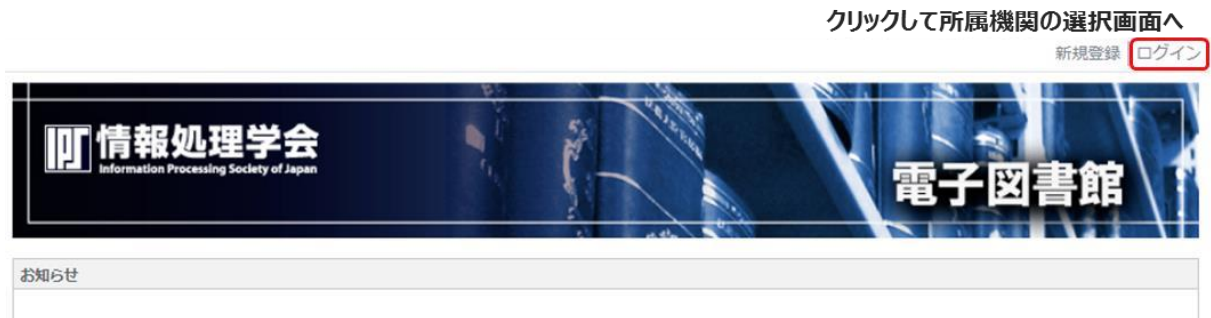 クリックして所属機関の選択画面へ
新規登録 ログイン
IPSJ 情報処理学会
Information Processing Society of Japan
電子図書館
お知らせ